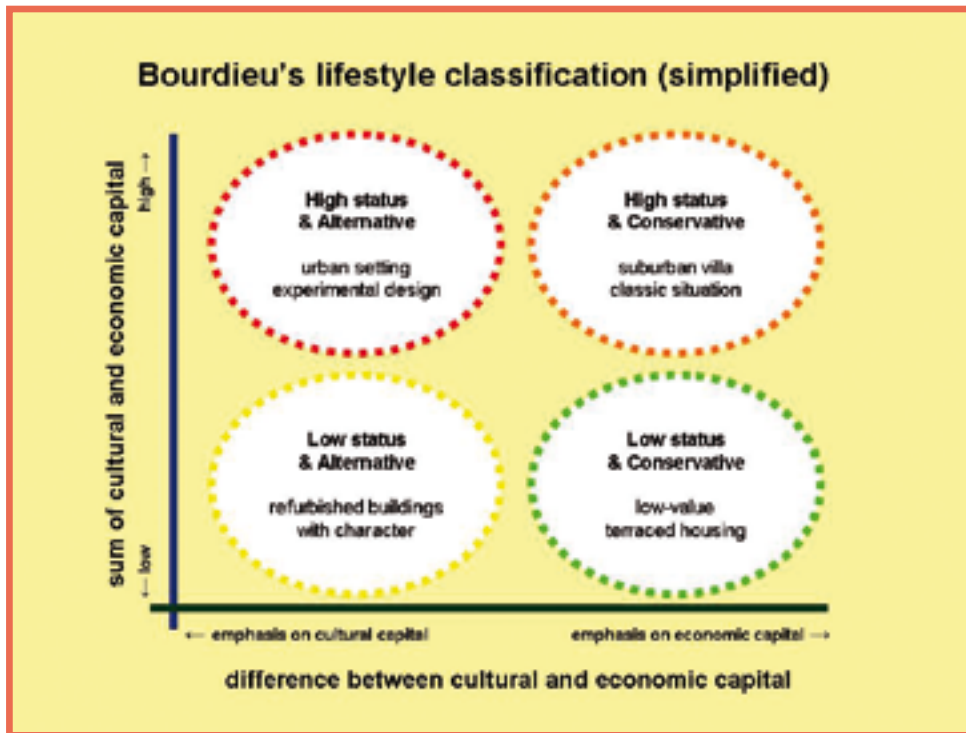 Bourdieu's lifestyle classification (simplified)
sum of cultural and economic capital
high →
← low
High status
& Alternative
urban setting
experimental design
High status
& Conservative
suburban villa
classic situation
Low status
& Alternative
refurbished buildings
with character
Low status
& Conservative
low-value
terraced housing
← emphasis on cultural capital
emphasis on economic capital →
difference between cultural and economic capital